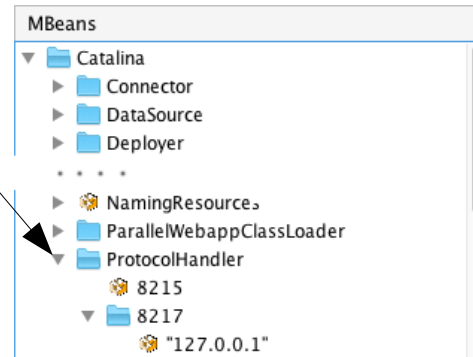 MBeans
Catalina
Connector
DataSource
Deployer
. . . .
NamingResources
ParallelWebappClassLoader
ProtocolHandler
8215
8217
"127.0.0.1"